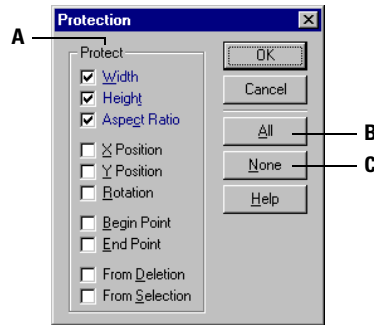 Protection
A
Protect
OK
Width
Height
Cancel
Aspect Ratio
All
B
X Position
Y Position
None
C
Rotation
Help
Begin Point
End Point
From Deletion
From Selection